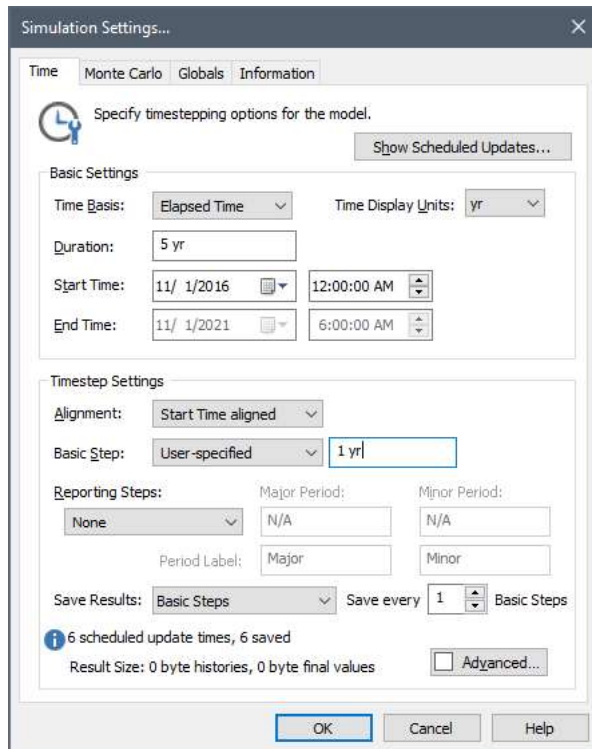 Simulation Settings...
Time Monte Carlo Globals Information
Specify timestepping options for the model.
Show Scheduled Updates...
Basic Settings
Time Basis: Elapsed Time Time Display Units: yr
Duration: 5 yr
Start Time: 11/ 1/2016 12:00:00 AM
End Time: 11/ 1/2021 6:00:00 AM
Timestep Settings
Alignment: Start Time aligned
Basic Step: User-specified 1 yr
Reporting Steps: Major Period: Minor Period:
None N/A N/A
Period Label: Major Minor
Save Results: Basic Steps Save every 1 Basic Steps
6 scheduled update times, 6 saved
Result Size: 0 byte histories, 0 byte final values Advanced...
OK Cancel Help